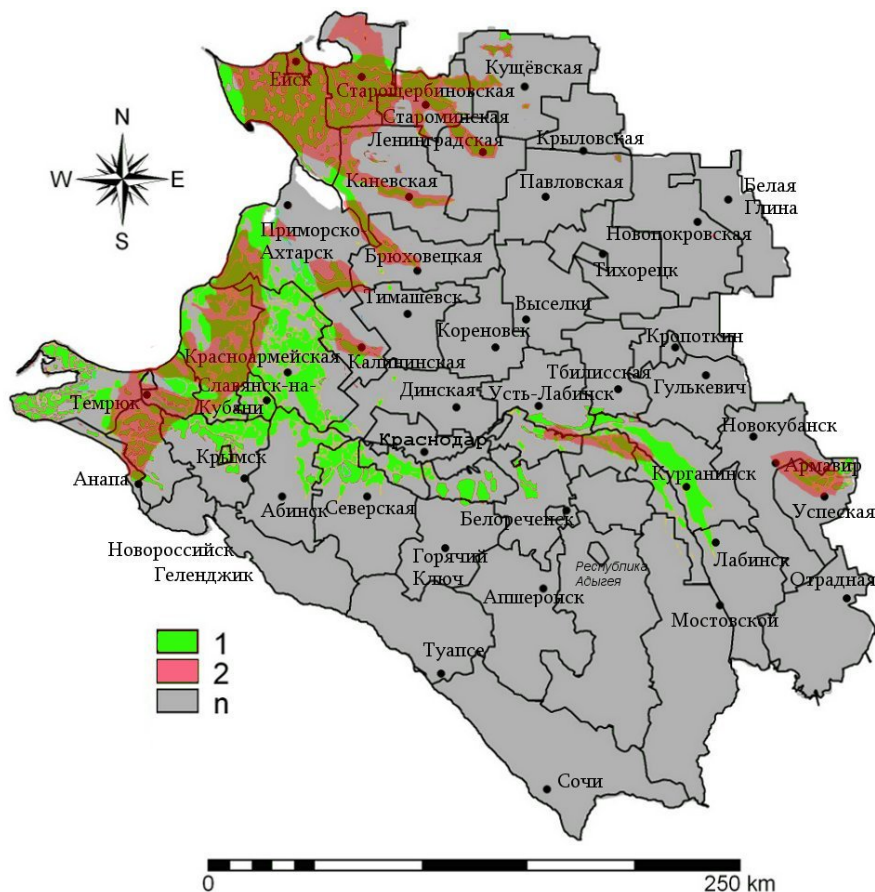 Кущёвская
Ейск
Старощербиновская
Староминская
N
Ленинградская
Крыловская
W
E
Каневская
Павловская
Белая
Глина
S
Приморско-
Ахтарск
Новопокровская
Брюховецкая
Тихорецк
Тимашевск
Выселки
Кореновск
Кропоткин
Красноармейская
Калининская
Тбилисская
Гулькевич
Славянск-на-
Кубани
Темрюк
Динская
Усть-Лабинск
Новокубанск
Краснодар
Крымск
Армавир
Анапа
Курганинск
Абинск
Северская
Белореченск
Успеская
Новороссийск
Геленджик
Горячий
Ключ
Лабинск
Республика
Адыгея
Отрадная
Апшеронск
Мостовской
1
2
n
Туапсе
Сочи
0
250 km